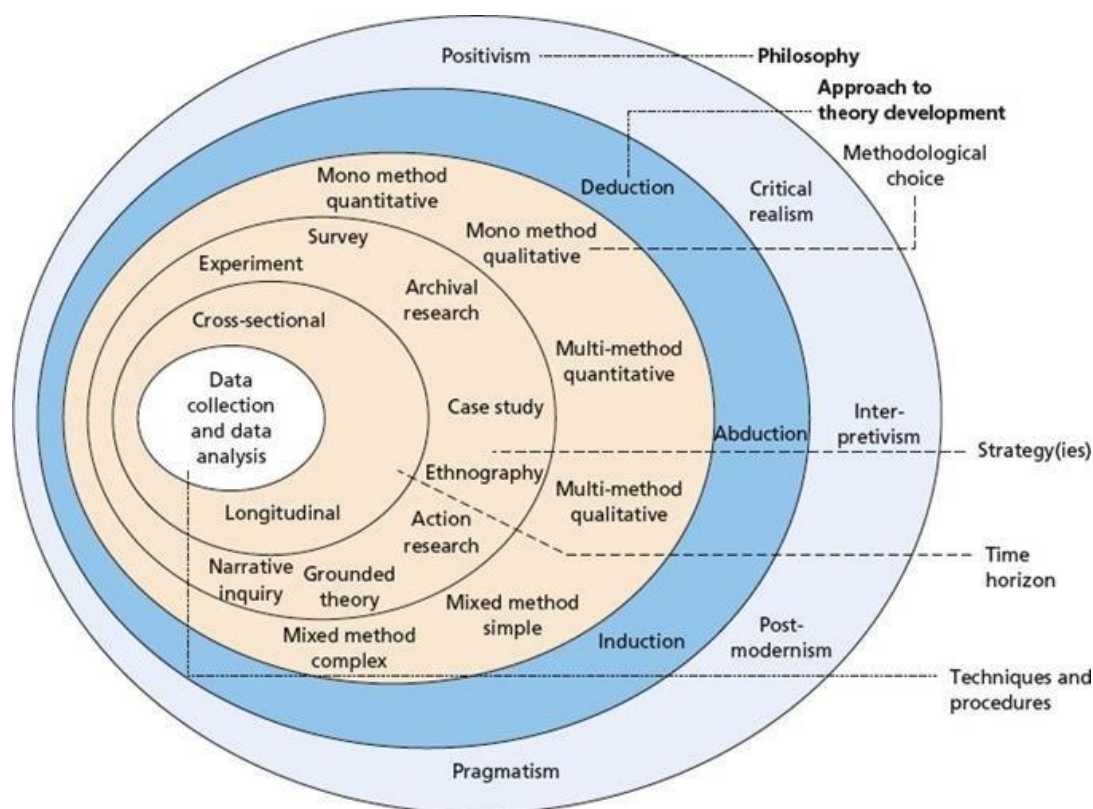 Positivism
Philosophy
Approach to
theory development
Methodological
choice
Deduction
Critical
realism
Mono method
quantitative
Mono method
qualitative
Survey
Experiment
Archival
research
Cross-sectional
Multi-method
quantitative
Data
collection
and data
analysis
Case study
Abduction
Inter-
pretivism
Strategy(ies)
Ethnography
Multi-method
qualitative
Longitudinal
Action
research
Time
horizon
Narrative
inquiry
Grounded
theory
Mixed method
simple
Mixed method
complex
Induction
Post-
modernism
Techniques and
procedures
Pragmatism